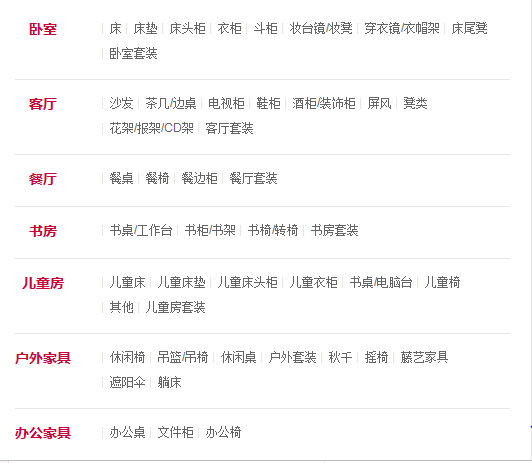 卧室 床 床垫 床头柜 衣柜 斗柜 妆台镜/妆凳 穿衣镜/衣帽架 床尾凳
卧室套装
客厅 沙发 茶几/边桌 电视柜 鞋柜 酒柜/装饰柜 屏风 凳类
花架/报架/CD架 客厅套装
餐厅 餐桌 餐椅 餐边柜 餐厅套装
书房 书桌/工作台 书柜/书架 书椅/转椅 书房套装
儿童房 儿童床 儿童床垫 儿童床头柜 儿童衣柜 书桌/电脑台 儿童椅
其他 儿童房套装
户外家具 休闲椅 吊篮/吊椅 休闲桌 户外套装 秋千 摇椅 藤艺家具
遮阳伞 躺床
办公家具 办公桌 文件柜 办公椅